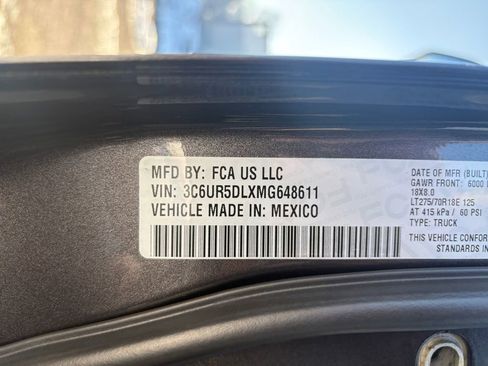 MFD BY: FCA US LLC
VIN: 3C6UR5DLXMG648611
VEHICLE MADE IN: MEXICO
DATE OF MFR (BUILT)
GAWR FRONT: 6000
18X8.0
LT275/70R18E 125
AT 415 kPa / 60 PSI
TYPE: TRUCK
THIS VEHICLE CONFOR
STANDARDS IN